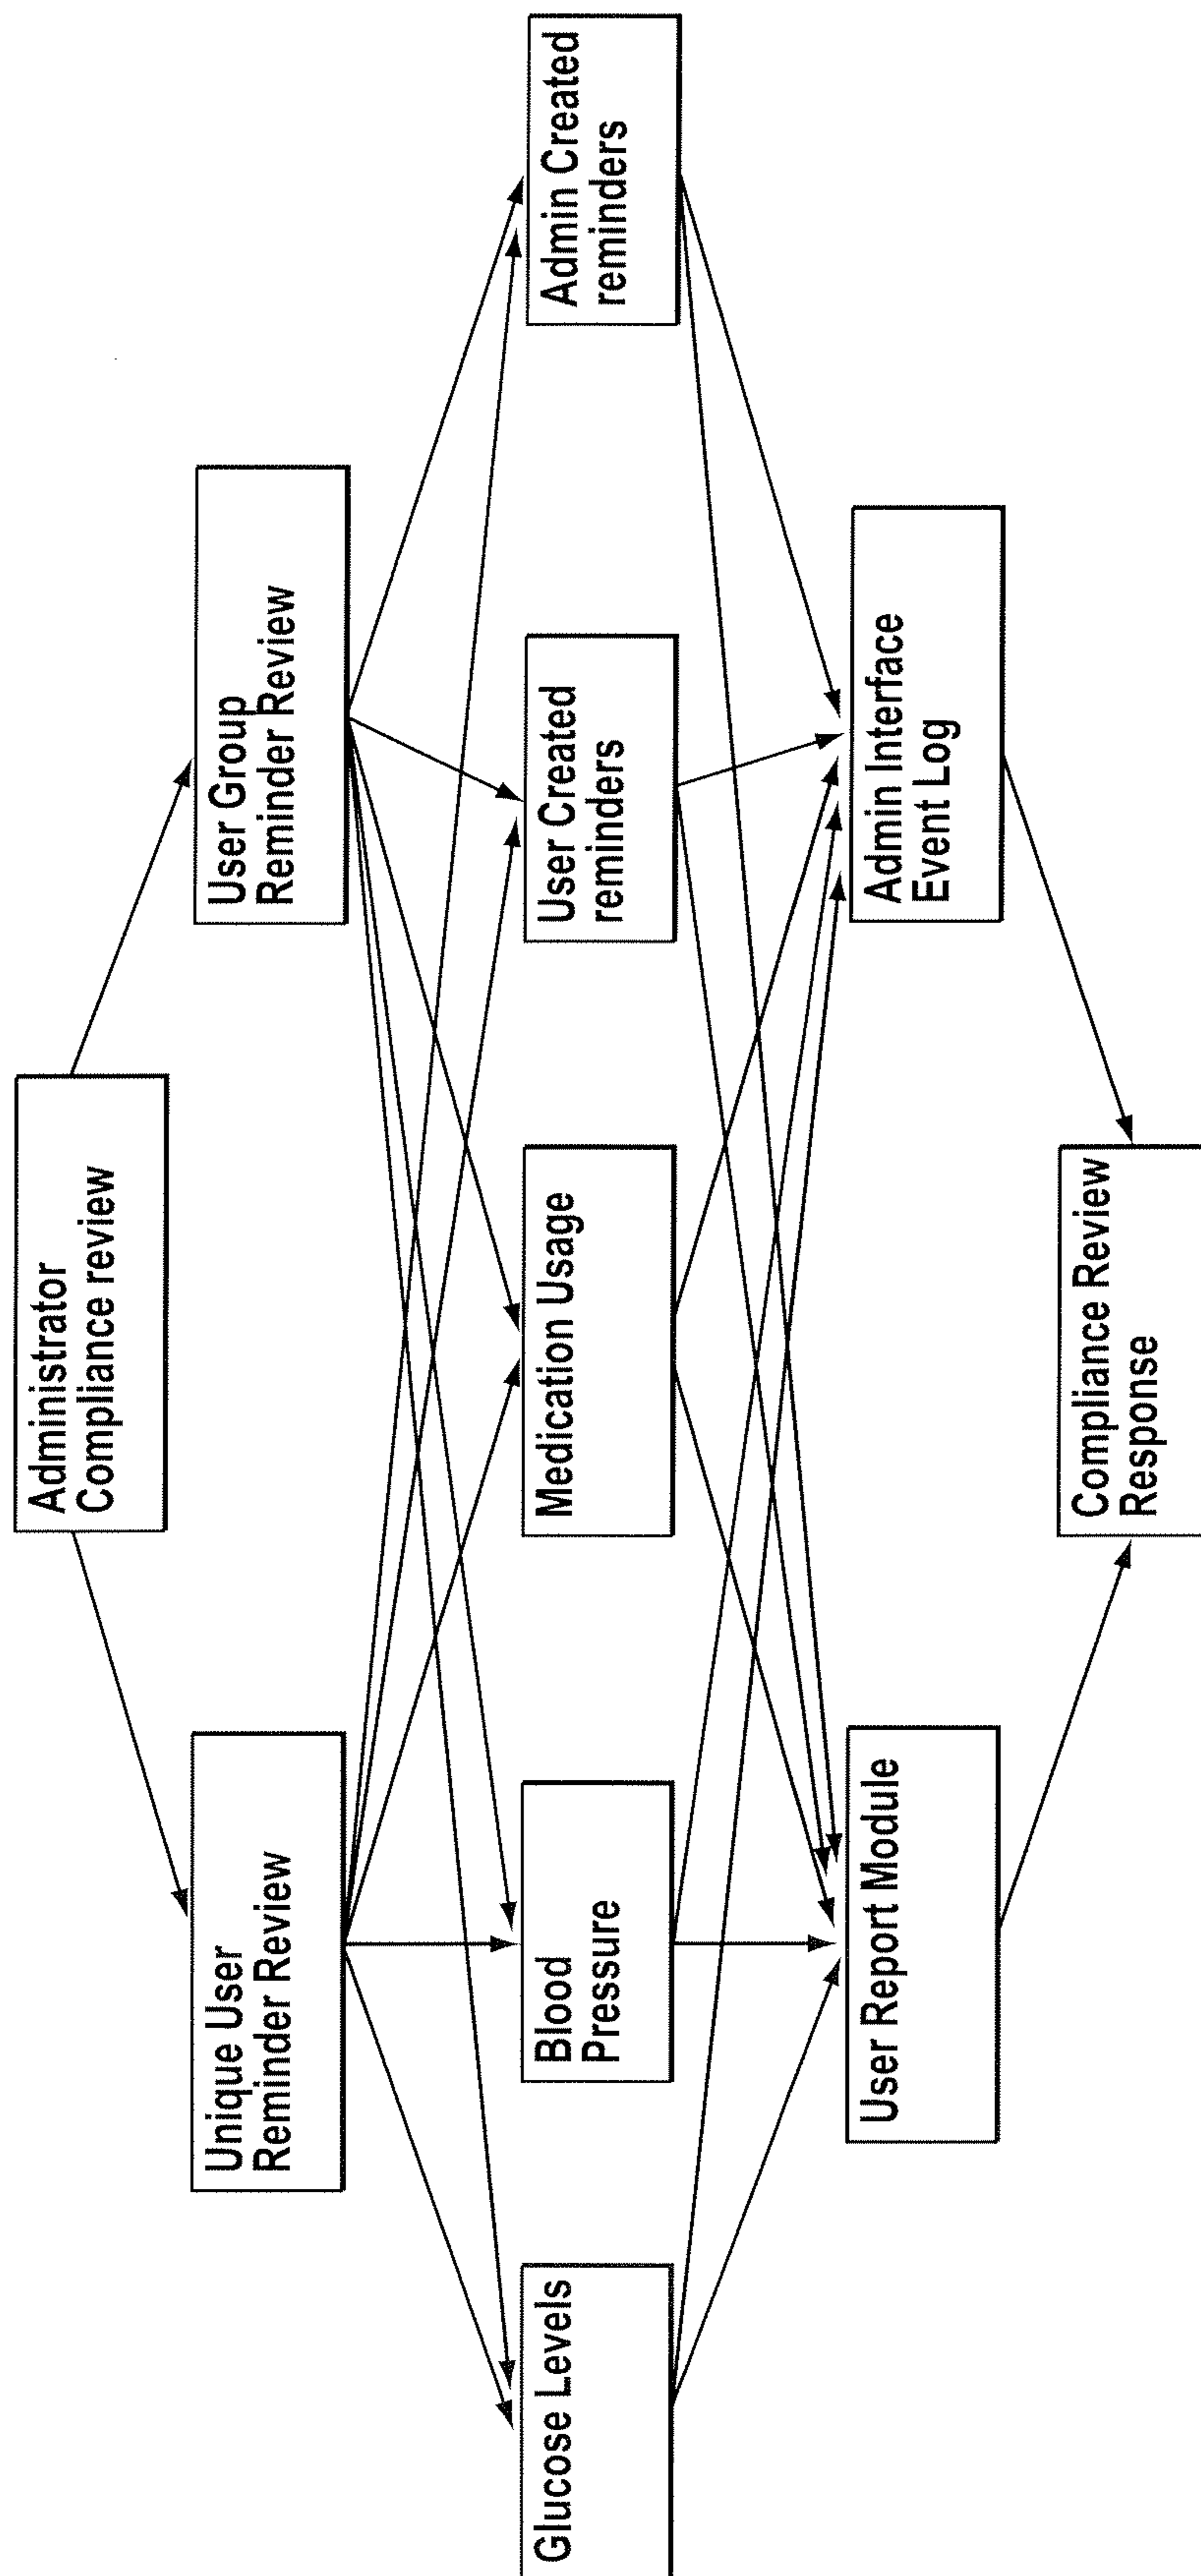 Administrator
Compliance review
Unique User
Reminder Review
User Group
Reminder Review
Glucose Levels
Blood
Pressure
Medication Usage
User Created
reminders
Admin Created
reminders
User Report Module
Admin Interface
Event Log
Compliance Review
Response